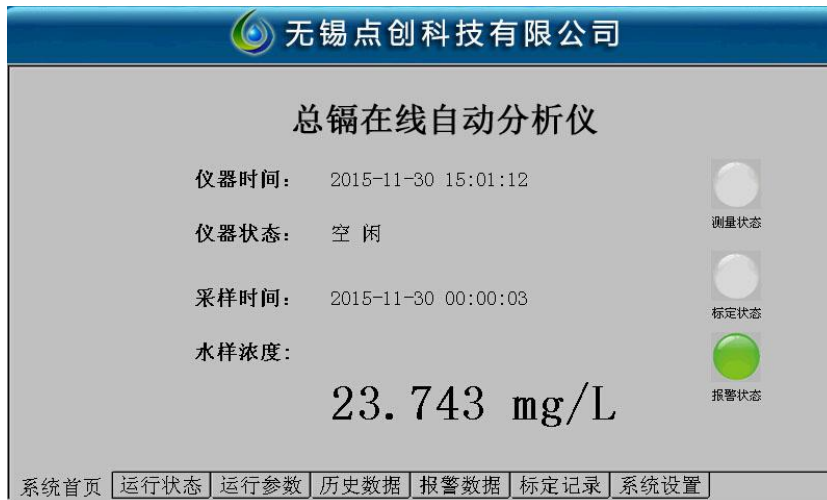 无锡点创科技有限公司
总镉在线自动分析仪
仪器时间： 2015-11-30 15:01:12
测量状态
仪器状态： 空 闲
采样时间： 2015-11-30 00:00:03
标定状态
水样浓度：
23.743 mg/L
报警状态
系统首页 运行状态 运行参数 历史数据 报警数据 标定记录 系统设置